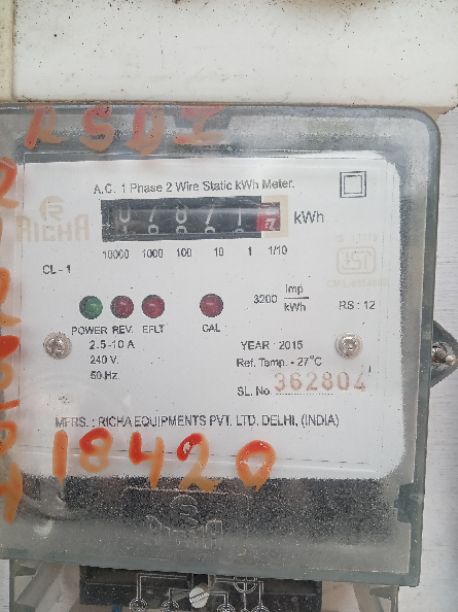 RSDI
A.C. 1 Phase 2 Wire Static kWh Meter.
RICHA
kWh
10000 1000 100 10 1 1/10
CL - 1
3200 Imp/kWh
RS : 12
POWER REV. EFLT CAL
2.5-10 A
240 V.
50 Hz.
YEAR : 2015
Ref. Temp. - 27°C
SL. No. 362804
MFRS. : RICHA EQUIPMENTS PVT. LTD. DELHI, (INDIA)
18420
RICHA